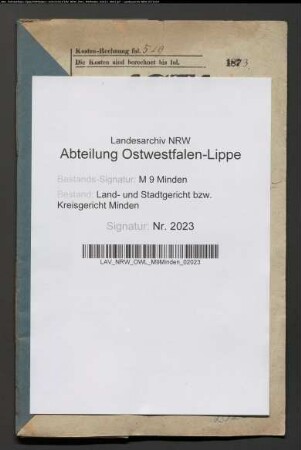 Kosten-Rechnung fol. 510
Die Kosten sind berechnet bis fol. 187
Landesarchiv NRW
Abteilung Ostwestfalen-Lippe
Bestands-Signatur: M 9 Minden
Bestand: Land- und Stadtgericht bzw.
Kreisgericht Minden
Signatur: Nr. 2023
LAV_NRW_OWL_M9Minden_02023